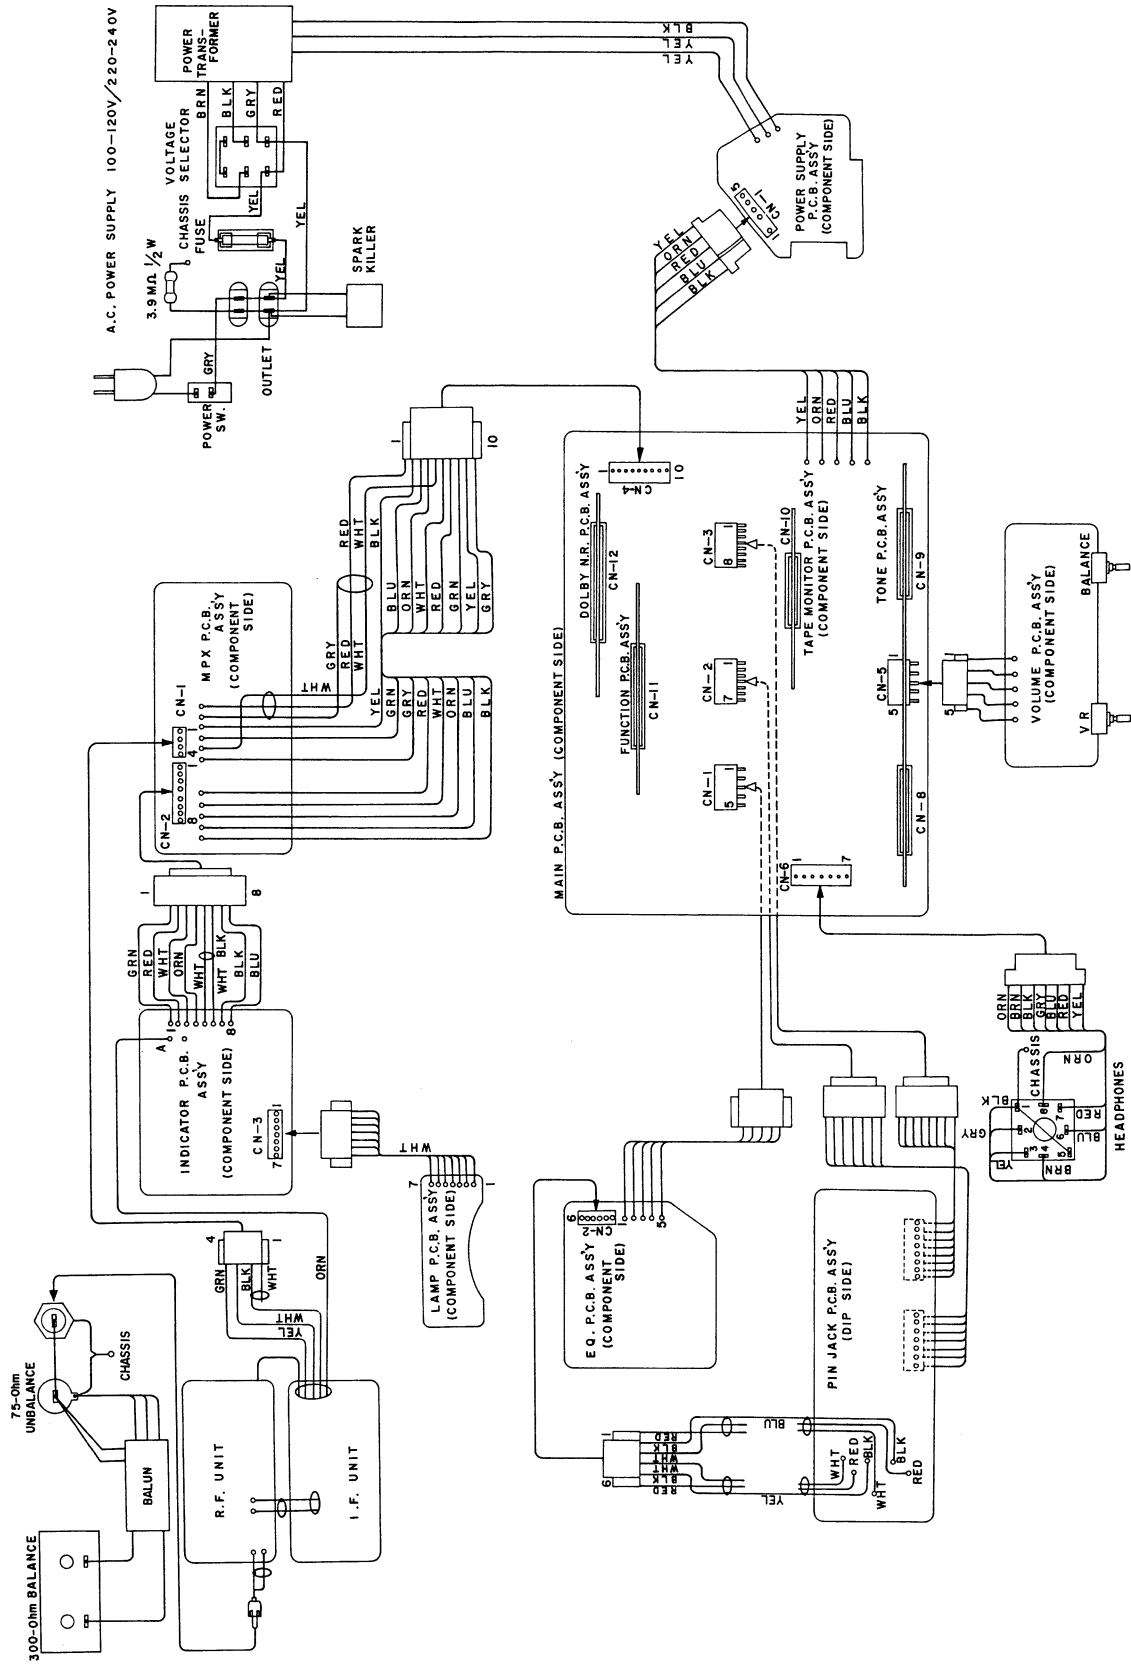 A.C. POWER SUPPLY 100-120V/220-240V
POWER
TRANS-
FORMER
BRN
BLK
GRY
RED
BLK
YEL
YEL
VOLTAGE
SELECTOR
CHASSIS
FUSE
3.9 MΩ 1/2W
YEL
YEL
YEL
SPARK
KILLER
OUTLET
GRY
POWER
SW.
POWER SUPPLY
P.C.B. ASS'Y
(COMPONENT SIDE)
CN-1
1
5
YEL
ORN
RED
BLU
BLK
YEL
ORN
RED
BLU
BLK
1
10
RED
WHT
BLK
BLU
ORN
WHT
RED
GRN
YEL
GRY
GRY
RED
WHT
WHT
YEL
GRN
GRY
RED
WHT
ORN
BLU
BLK
MPX P.C.B.
ASS'Y
(COMPONENT
SIDE)
CN-1
1
4
CN-2
1
8
1
8
GRN
RED
WHT
ORN
WHT
WHT BLK
BLK
BLU
A
1
8
INDICATOR P.C.B.
ASS'Y
(COMPONENT SIDE)
CN-3
7
1
WHT
7
1
LAMP P.C.B. ASS'Y
(COMPONENT SIDE)
4
1
GRN
BLK
WHT
ORN
WHT
YEL
CHASSIS
75-Ohm
UNBALANCE
BALUN
300-Ohm BALANCE
R.F. UNIT
I.F. UNIT
MAIN P.C.B. ASS'Y (COMPONENT SIDE)
CN-4
1
10
DOLBY N.R. P.C.B. ASS'Y
CN-12
FUNCTION P.C.B. ASS'Y
CN-11
CN-3
8
1
CN-2
7
1
CN-1
5
1
CN-10
TAPE MONITOR P.C.B. ASS'Y
(COMPONENT SIDE)
TONE P.C.B. ASS'Y
CN-9
CN-5
5
1
CN-8
CN-6
1
7
5
1
VOLUME P.C.B. ASS'Y
(COMPONENT SIDE)
BALANCE
VR
ORN
BRN
BLK
GRY
BLU
RED
YEL
CHASSIS
ORN
BLK
GRY
YEL
BRN
BLU
RED
1
2
3
4
5
6
7
8
HEADPHONES
EQ. P.C.B. ASS'Y
(COMPONENT
SIDE)
CN-2
6
1
5
PIN JACK P.C.B. ASS'Y
(DIP SIDE)
6
1
RED
BLK
WHT
WHT
BLK
RED
BLU
YEL
WHT
RED
BLK
WHT
BLK
RED